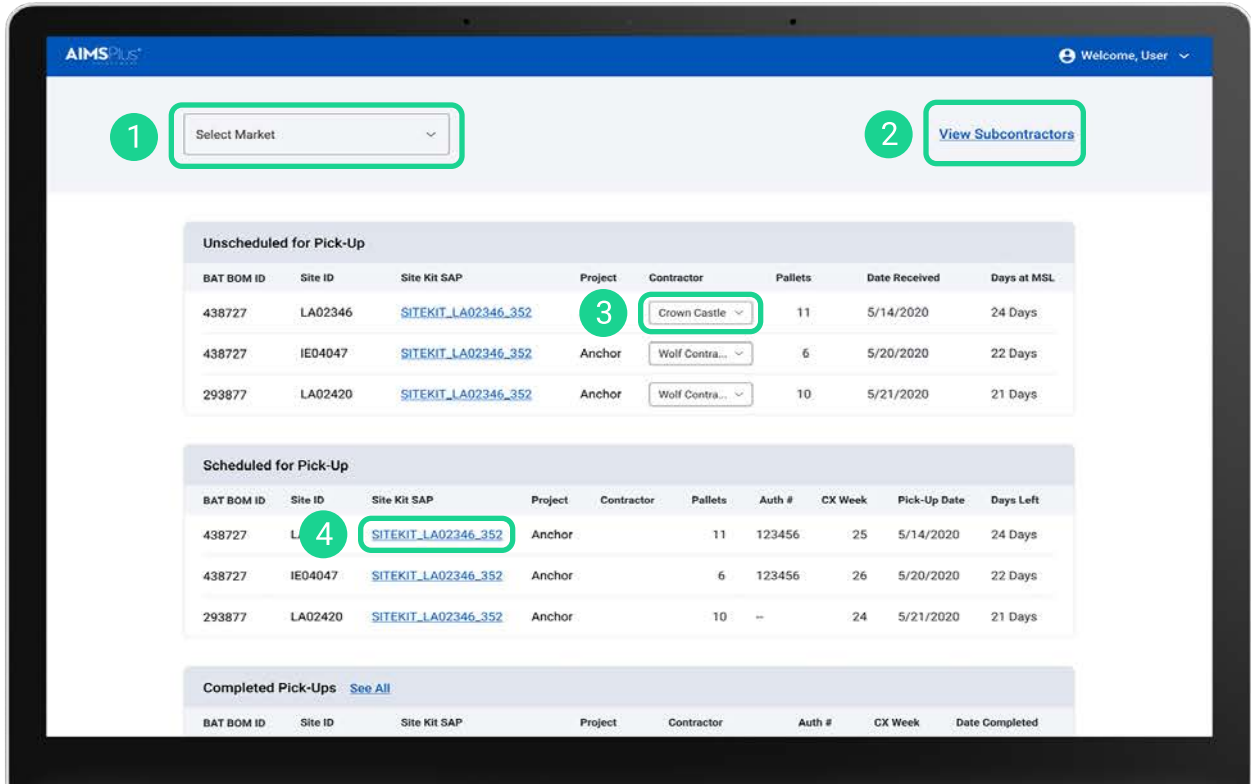 AIMSPlus+
Welcome, User
1
Select Market
2
View Subcontractors
Unscheduled for Pick-Up
BAT BOM ID Site ID Site Kit SAP Project Contractor Pallets Date Received Days at MSL
438727 LA02346 SITEKIT_LA02346_352 3 Crown Castle 11 5/14/2020 24 Days
438727 IE04047 SITEKIT_LA02346_352 Anchor Wolf Contra... 6 5/20/2020 22 Days
293877 LA02420 SITEKIT_LA02346_352 Anchor Wolf Contra... 10 5/21/2020 21 Days
Scheduled for Pick-Up
BAT BOM ID Site ID Site Kit SAP Project Contractor Pallets Auth # CX Week Pick-Up Date Days Left
438727 L 4 SITEKIT_LA02346_352 Anchor 11 123456 25 5/14/2020 24 Days
438727 IE04047 SITEKIT_LA02346_352 Anchor 6 123456 26 5/20/2020 22 Days
293877 LA02420 SITEKIT_LA02346_352 Anchor 10 -- 24 5/21/2020 21 Days
Completed Pick-Ups See All
BAT BOM ID Site ID Site Kit SAP Project Contractor Auth # CX Week Date Completed